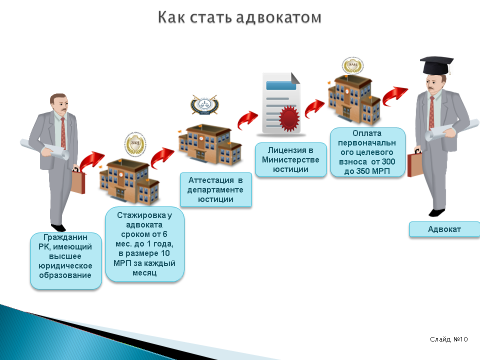 Как стать адвокатом
Гражданин
РК, имеющий
высшее
юридическое
образование
Стажировка у
адвоката
сроком от 6
мес. до 1 года,
в размере 10
МРП за каждый
месяц
Аттестация в
департаменте
юстиции
Лицензия в
Министерстве
юстиции
Оплата
первоначальн
ого целевого
взноса от 300
до 350 МРП
Адвокат
Слайд №10